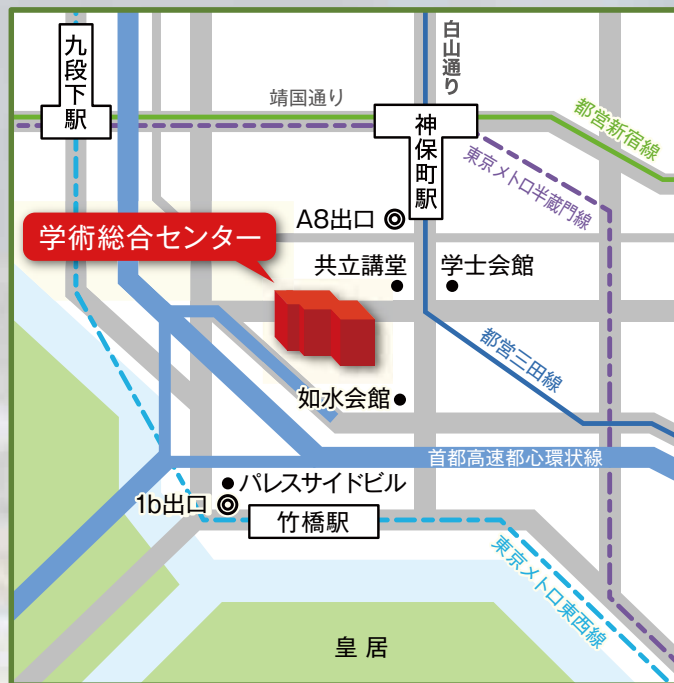 九段下駅
白山通り
靖国通り
神保町駅
都営新宿線
東京メトロ半蔵門線
A8出口
学術総合センター
共立講堂
学士会館
都営三田線
如水会館
首都高速都心環状線
パレスサイドビル
1b出口
竹橋駅
東京メトロ東西線
皇居